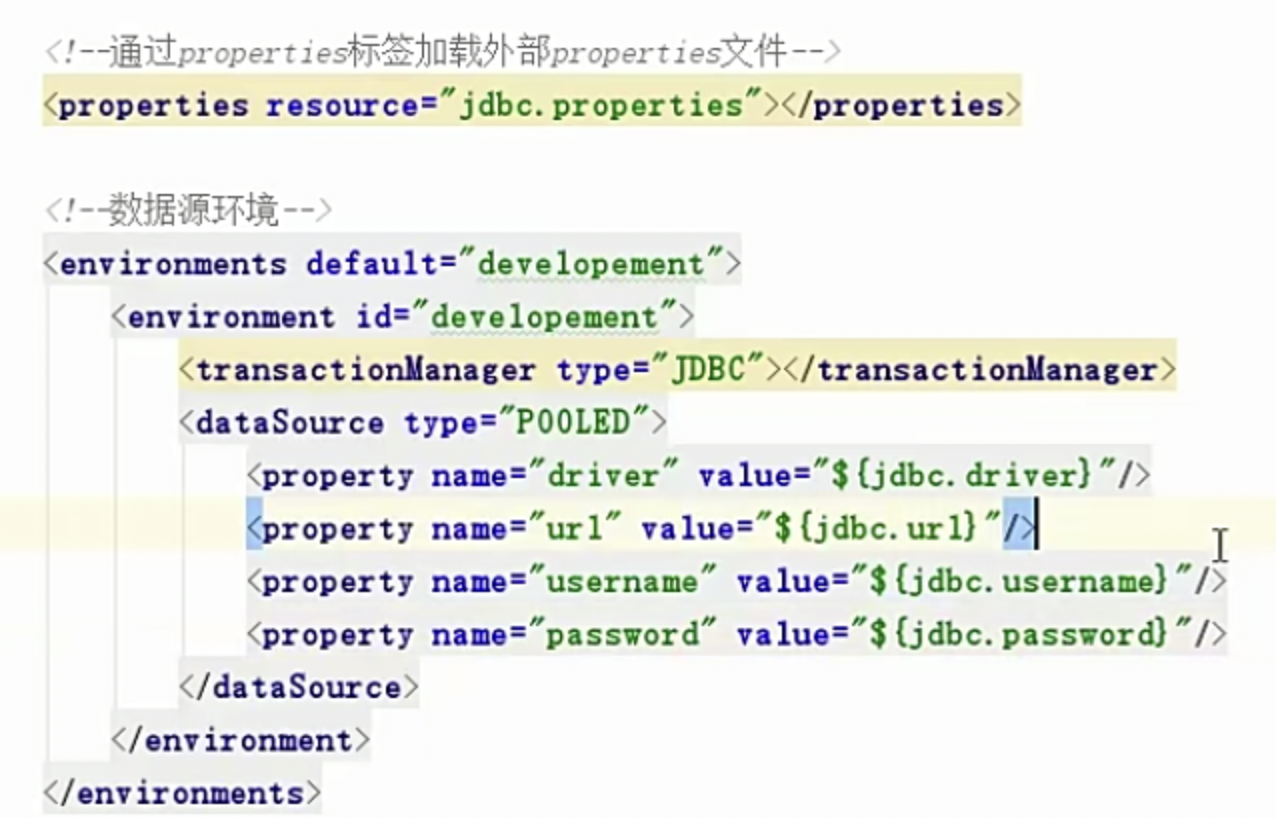 <!--通过properties标签加载外部properties文件-->
<properties resource="jdbc.properties"></properties>
<!--数据源环境-->
<environments default="developement">
<environment id="developement">
<transactionManager type="JDBC"></transactionManager>
<dataSource type="POOLED">
<property name="driver" value="${jdbc.driver}"/>
<property name="url" value="${jdbc.url}"/>
<property name="username" value="${jdbc.username}"/>
<property name="password" value="${jdbc.password}"/>
</dataSource>
</environment>
</environments>